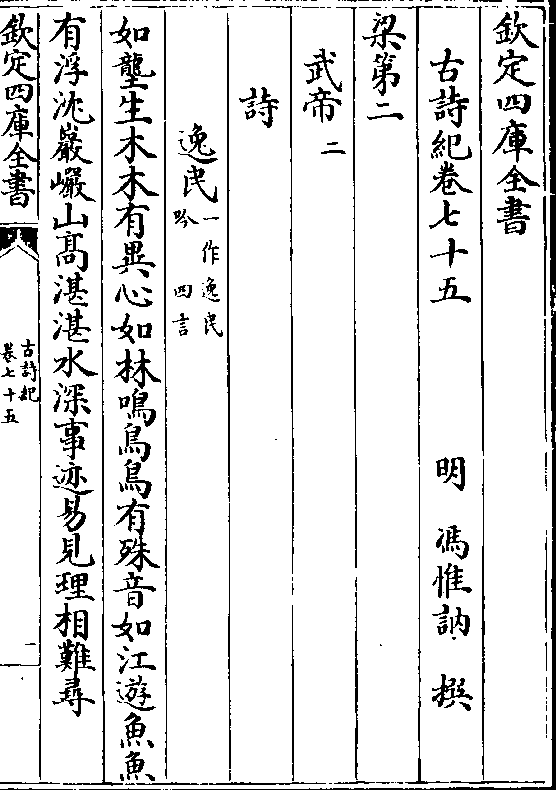 欽定四庫全書
古詩紀卷七十五　明　馮惟訥　撰
梁第二
武帝二
詩
逸民一作逸民
吟　四言
如壟生木木有異心如林鳴鳥鳥有殊音如江遊魚魚
有浮沈巖巖山髙湛湛水深事迹易見理相難尋
欽定四庫全書
古詩紀
卷七十五
一